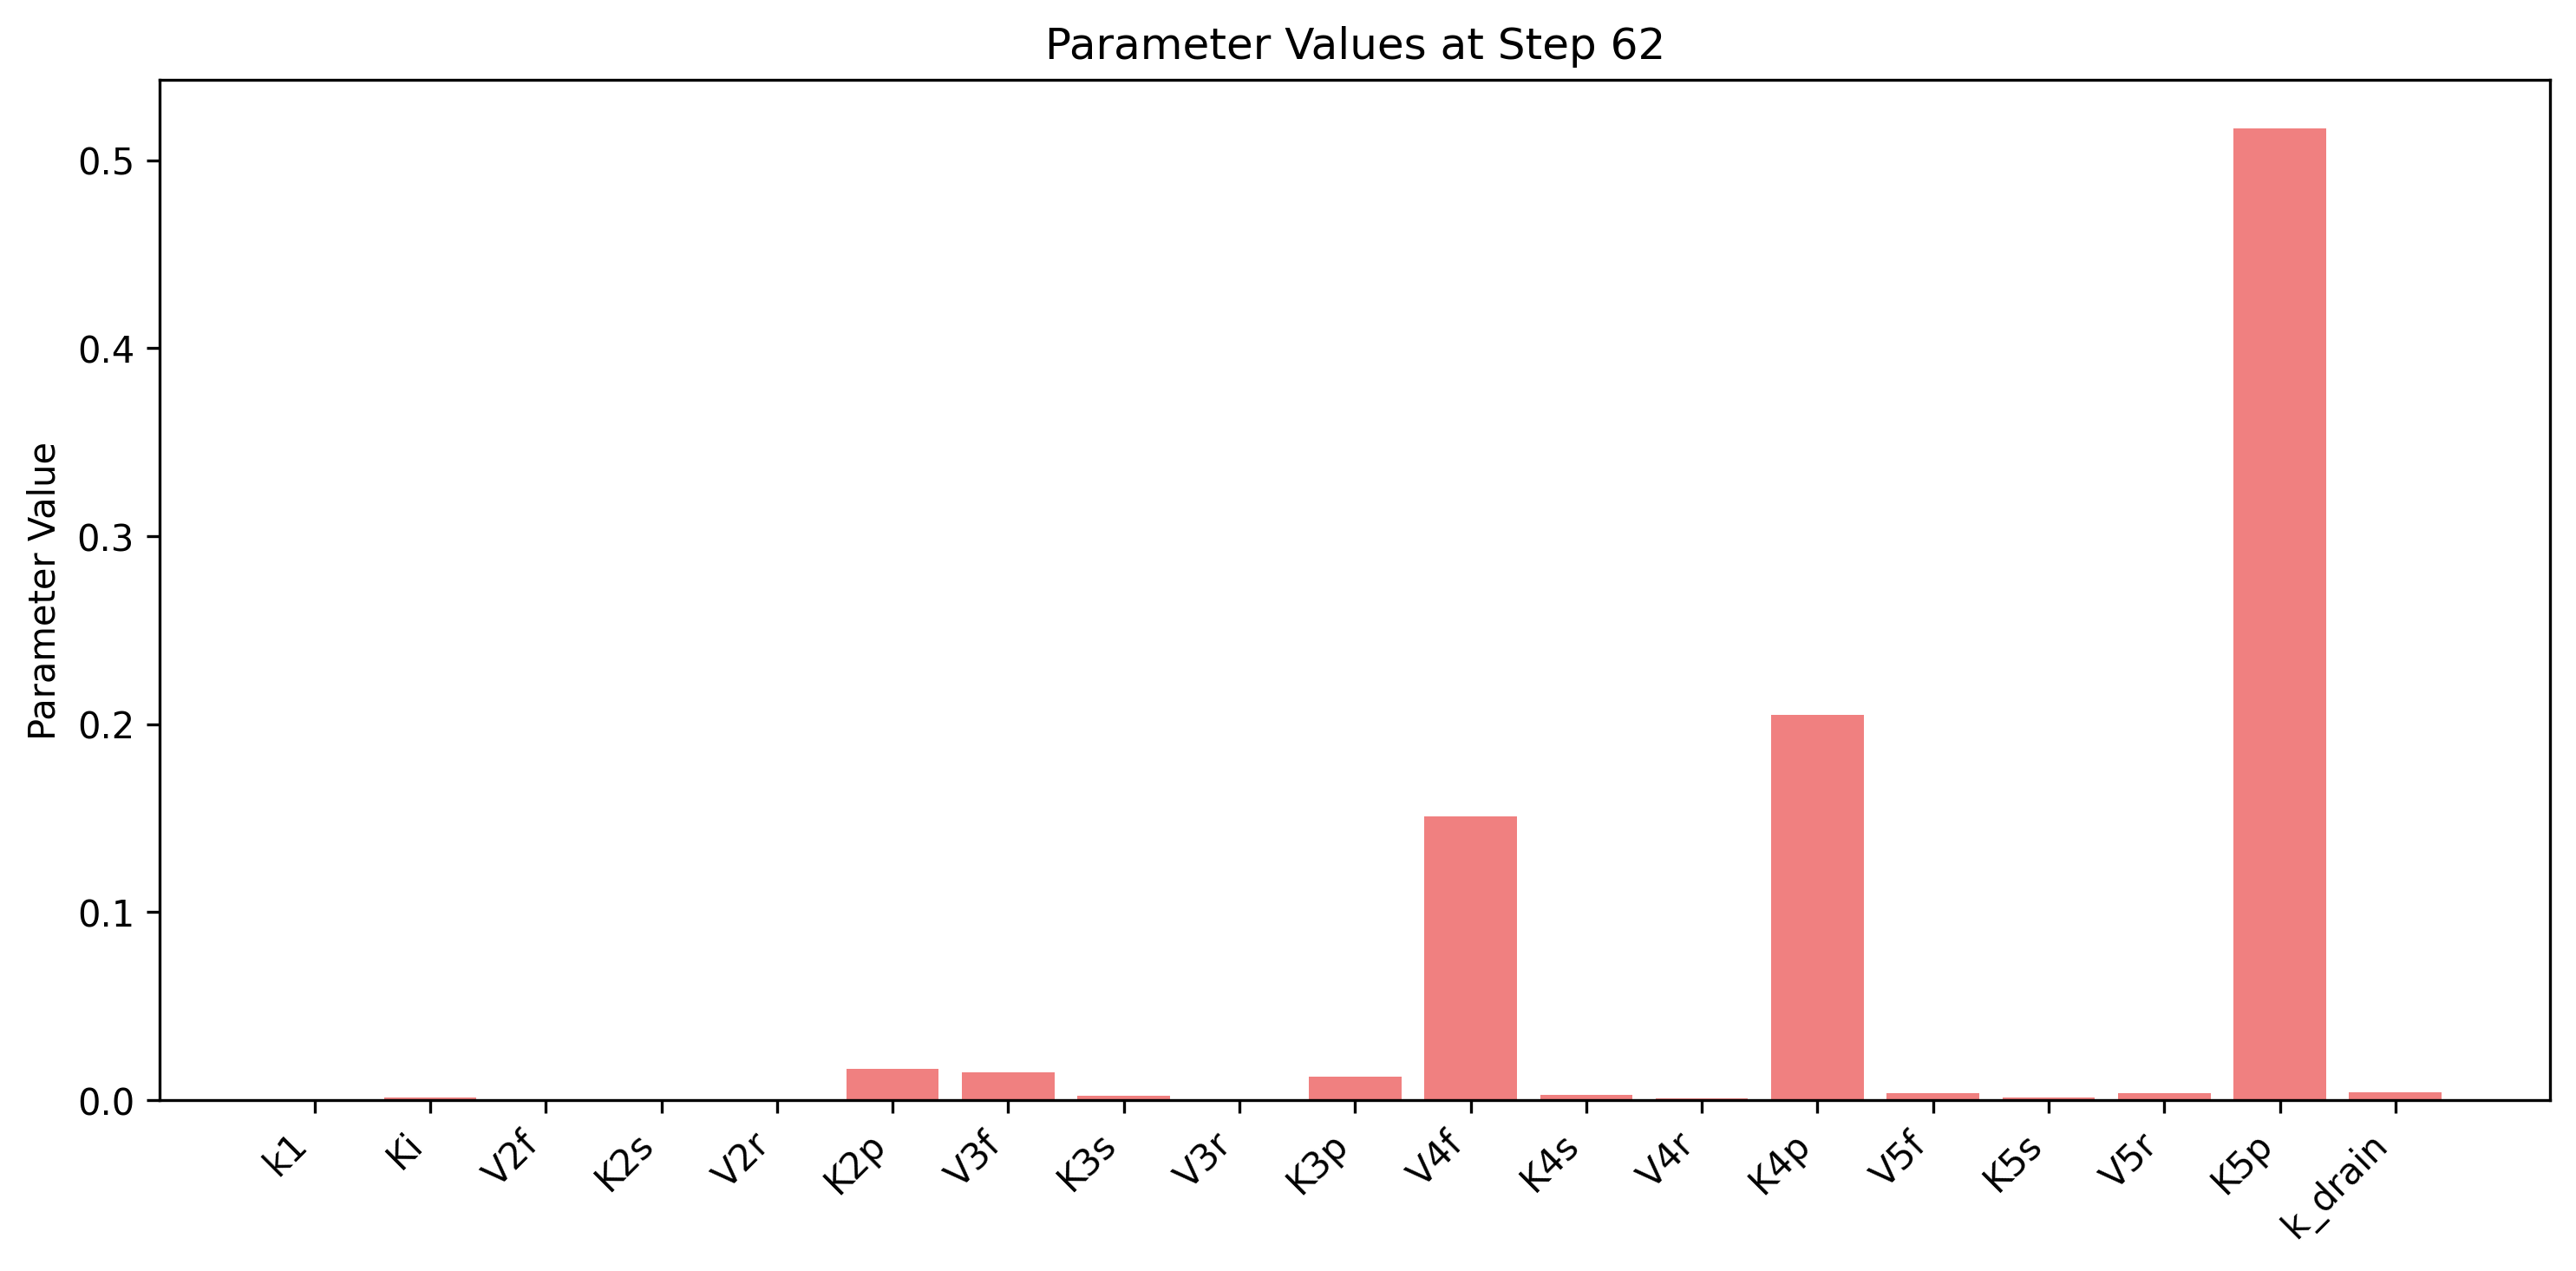 Parameter Values at Step 62
Parameter Value
0.5
0.4
0.3
0.2
0.1
0.0
k1
Ki
V2f
K2s
V2r
K2p
V3f
K3s
V3r
K3p
V4f
K4s
V4r
K4p
V5f
K5s
V5r
K5p
k_drain